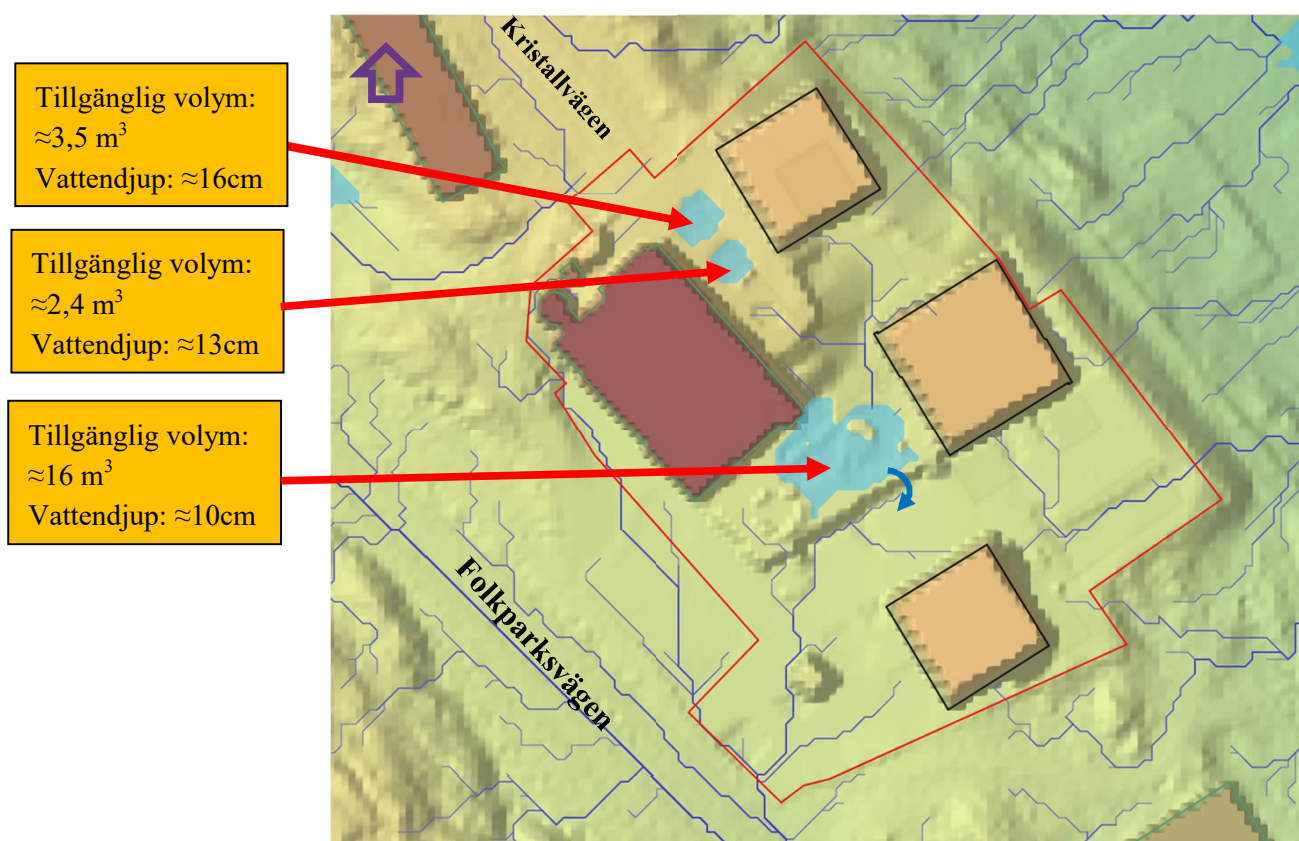 Tillgänglig volym:
≈3,5 m³
Vattendjup: ≈16cm
Tillgänglig volym:
≈2,4 m³
Vattendjup: ≈13cm
Tillgänglig volym:
≈16 m³
Vattendjup: ≈10cm
Kristallvägen
Folkparksvägen